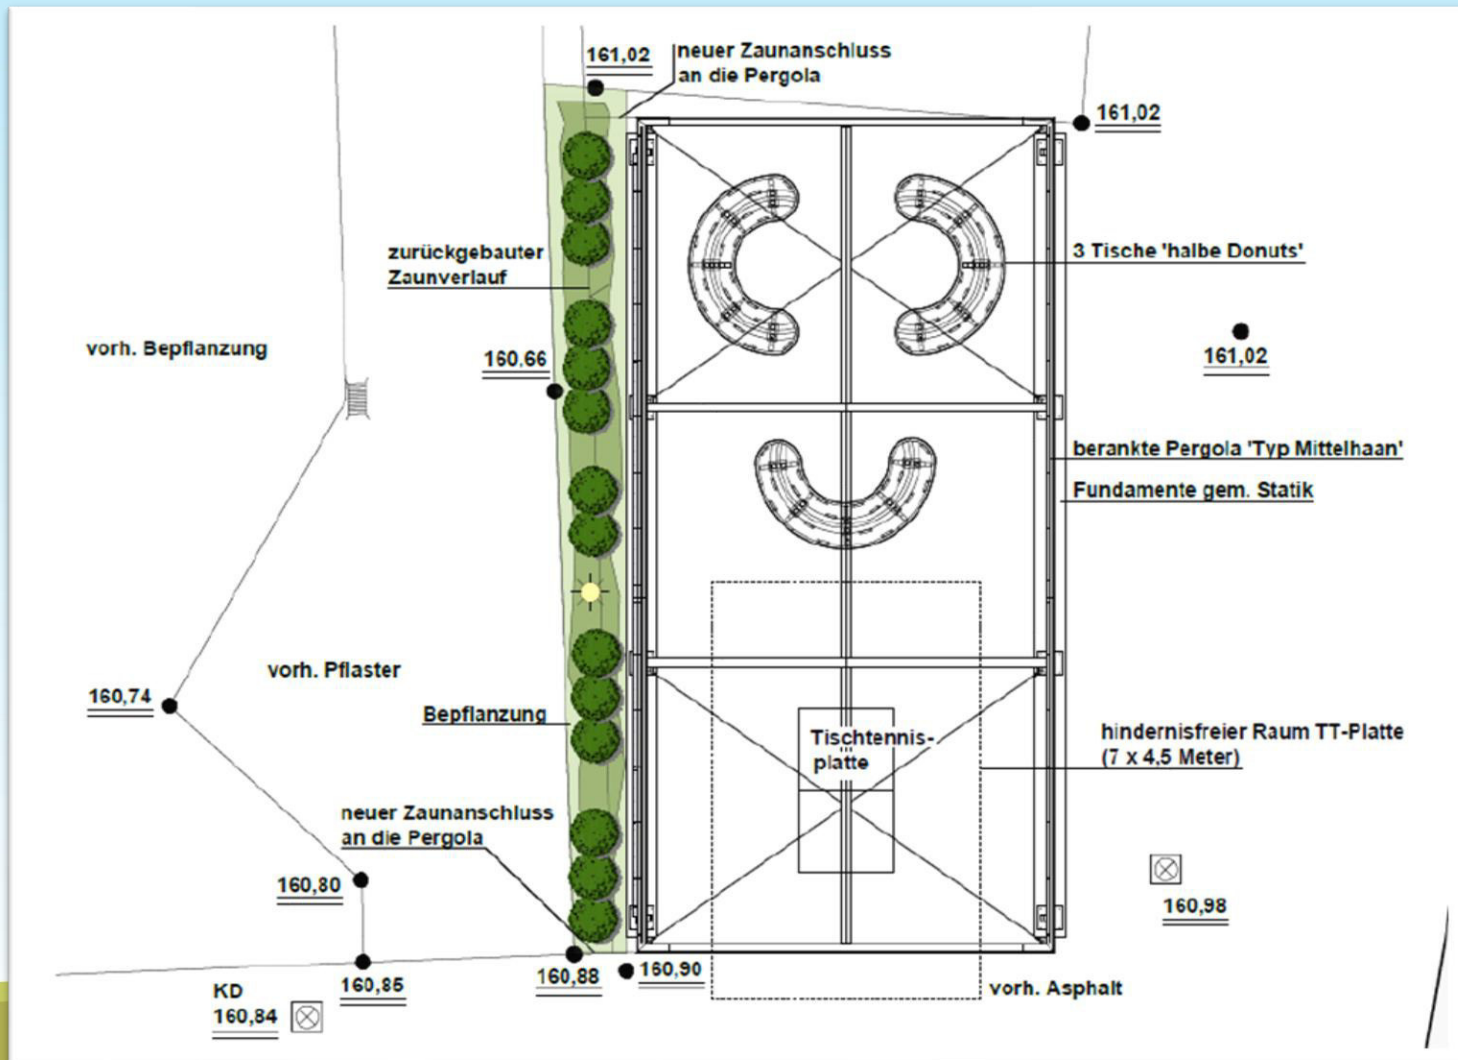 161,02
neuer Zaunanschluss
an die Pergola
161,02
zurückgebauter
Zaunverlauf
3 Tische 'halbe Donuts'
vorh. Bepflanzung
160,66
161,02
berankte Pergola 'Typ Mittelhaan'
Fundamente gem. Statik
vorh. Pflaster
160,74
Bepflanzung
Tischtennis-
platte
hindernisfreier Raum TT-Platte
(7 x 4,5 Meter)
neuer Zaunanschluss
an die Pergola
160,80
160,98
160,85
160,88
160,90
vorh. Asphalt
KD
160,84